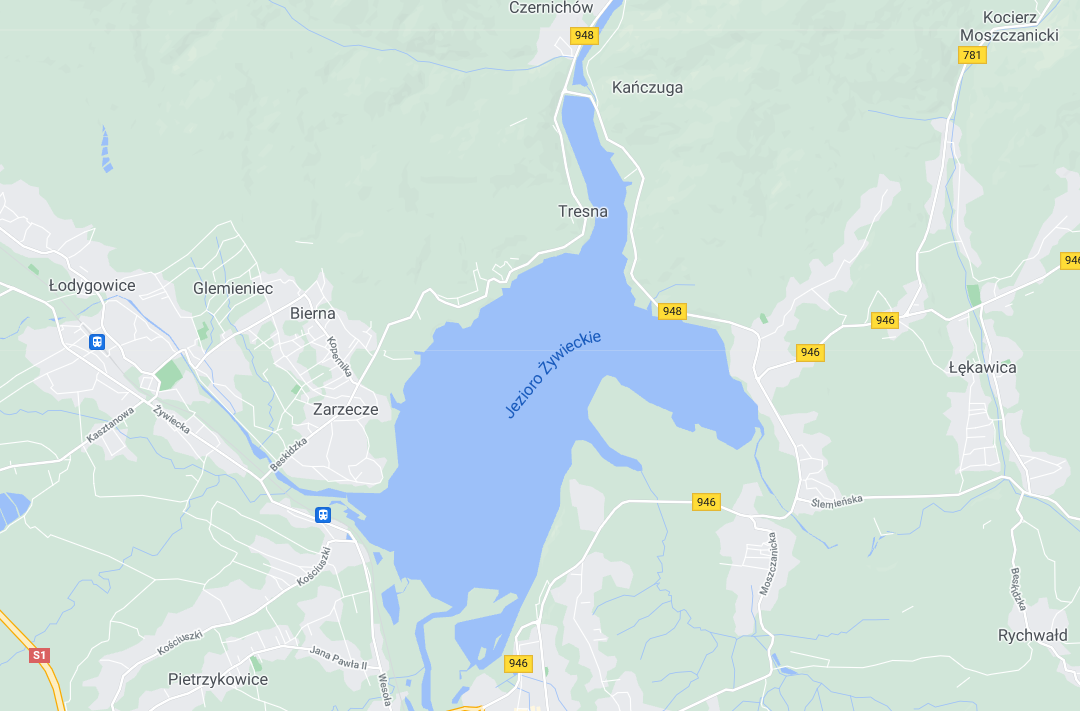 Czernichów
948
Kocierz
Moszczanicki
781
Kańczuga
Tresna
946
Łodygowice
Glemieniec
Bierna
948
946
Kopernika
Jezioro Żywieckie
946
Łękawica
Zarzecze
Żywiecka
Kasztanowa
Beskidzka
946
Ślemieńska
Kościuszki
Moszczanicka
Beskidzka
Kościuszki
Rychwałd
S1
Jana Pawła II
946
Pietrzykowice
Wesoła